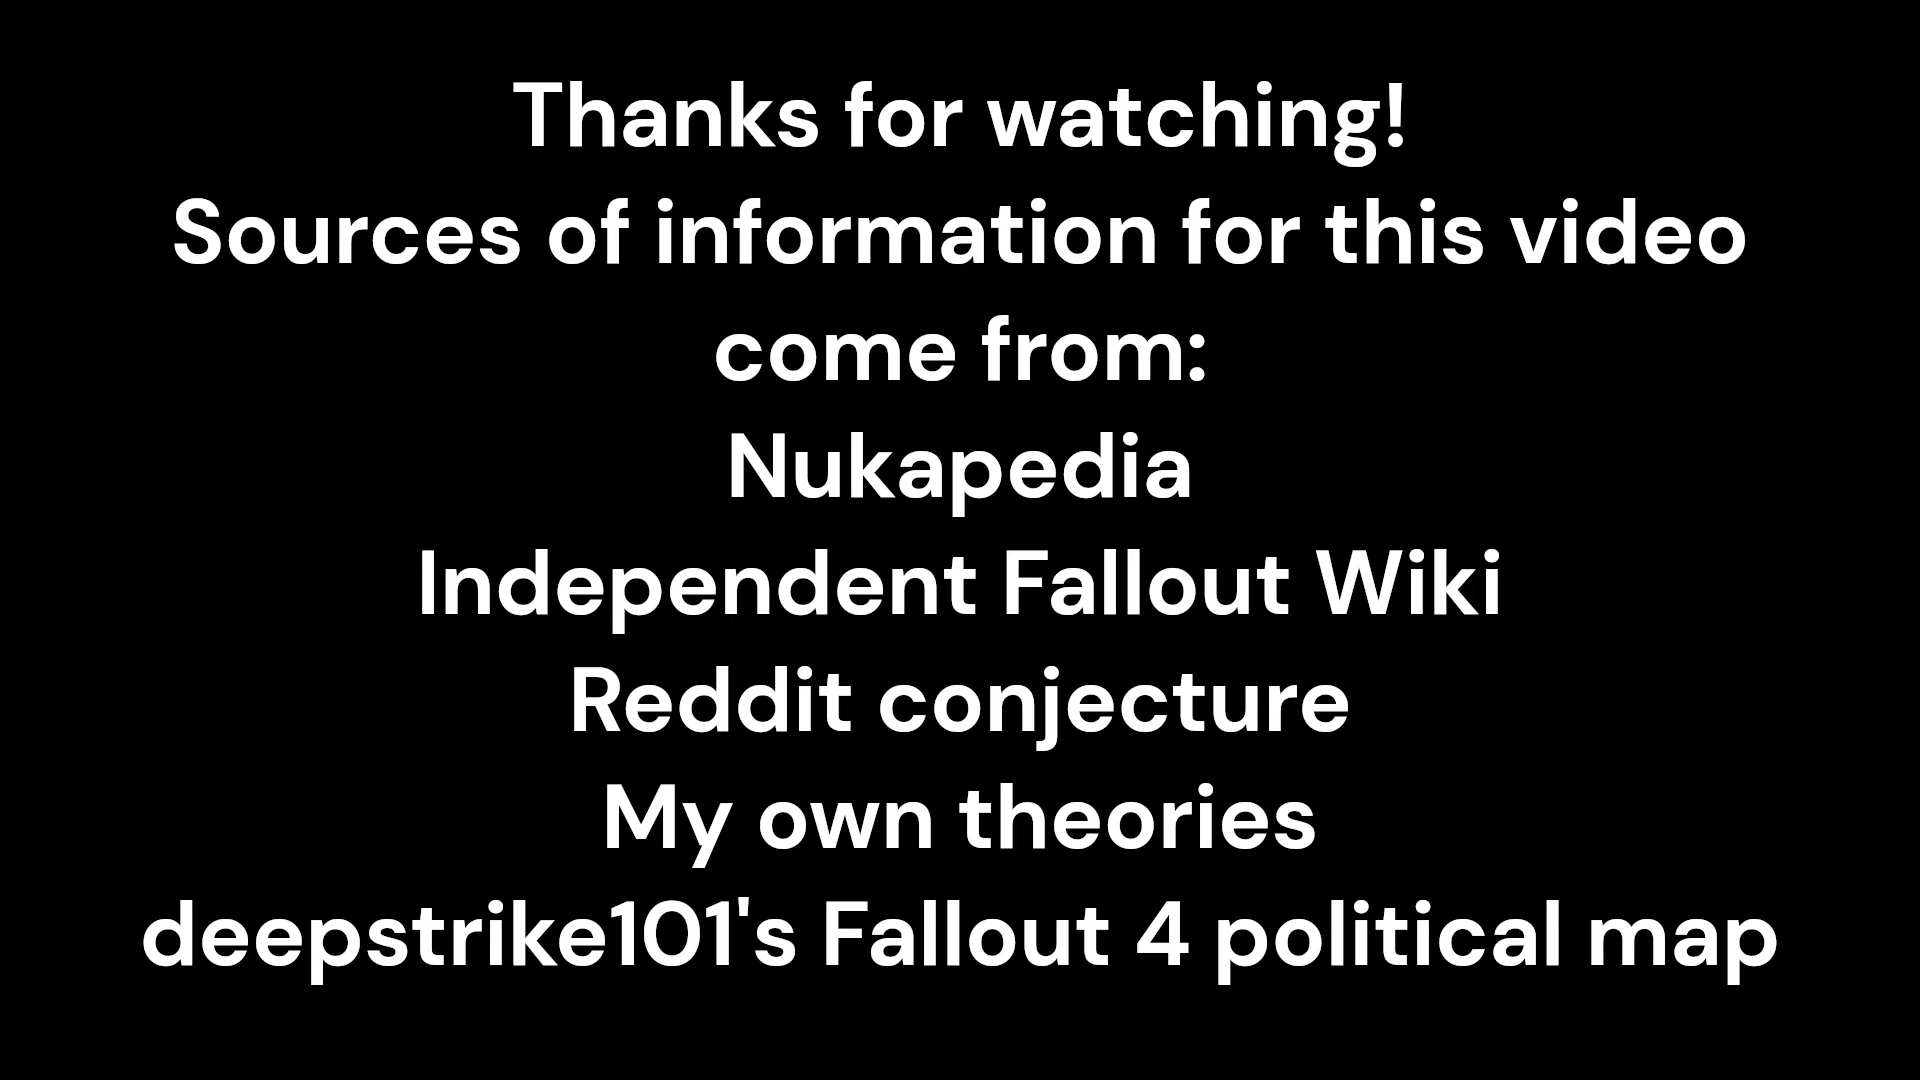 Thanks for watching!
Sources of information for this video
come from:
Nukapedia
Independent Fallout Wiki
Reddit conjecture
My own theories
deepstrike101's Fallout 4 political map